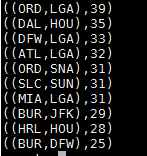 ((ORD,LGA),39)
((DAL,HOU),35)
((DFW,LGA),33)
((ATL,LGA),32)
((ORD,SNA),31)
((SLC,SUN),31)
((MIA,LGA),31)
((BUR,JFK),29)
((HRL,HOU),28)
((BUR,DFW),25)